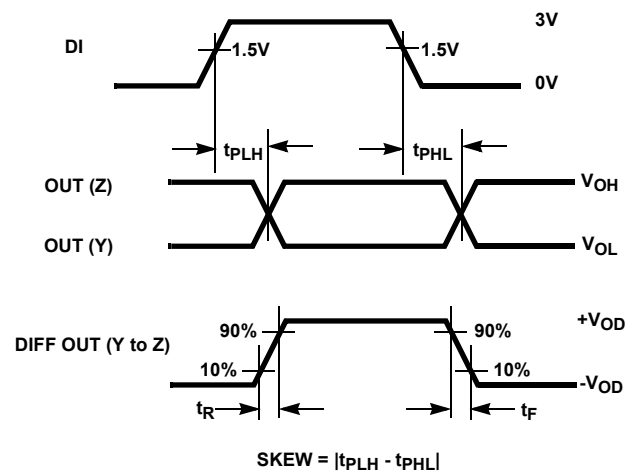 3V
DI
1.5V
1.5V
0V
tPLH
tPHL
OUT (Z)
VOH
OUT (Y)
VOL
+VOD
90%
90%
DIFF OUT (Y to Z)
10%
10%
-VOD
tR
tF
SKEW = |tPLH - tPHL|